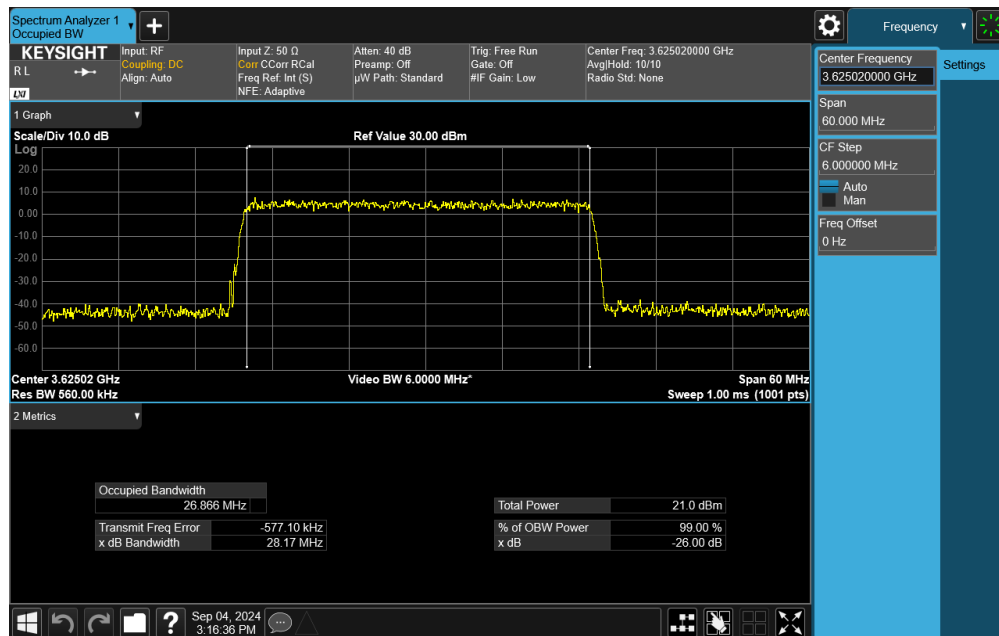 Spectrum Analyzer 1
Occupied BW
Frequency
KEYSIGHT
R L
LXI
Input: RF
Coupling: DC
Align: Auto
Input Z: 50 Ω
Corr CCorr RCal
Freq Ref: Int (S)
NFE: Adaptive
Atten: 40 dB
Preamp: Off
µW Path: Standard
Trig: Free Run
Gate: Off
#IF Gain: Low
Center Freq: 3.625020000 GHz
Avg|Hold: 10/10
Radio Std: None
Center Frequency
3.625020000 GHz
Settings
Span
60.000 MHz
CF Step
6.000000 MHz
Auto
Man
Freq Offset
0 Hz
1 Graph
Scale/Div 10.0 dB
Ref Value 30.00 dBm
Log
20.0
10.0
0.00
-10.0
-20.0
-30.0
-40.0
-50.0
-60.0
Center 3.62502 GHz
Video BW 6.0000 MHz*
Span 60 MHz
Res BW 560.00 kHz
Sweep 1.00 ms (1001 pts)
2 Metrics
Occupied Bandwidth
26.866 MHz
Total Power 21.0 dBm
Transmit Freq Error -577.10 kHz
% of OBW Power 99.00 %
x dB Bandwidth 28.17 MHz
x dB -26.00 dB
?
Sep 04, 2024
3:16:36 PM